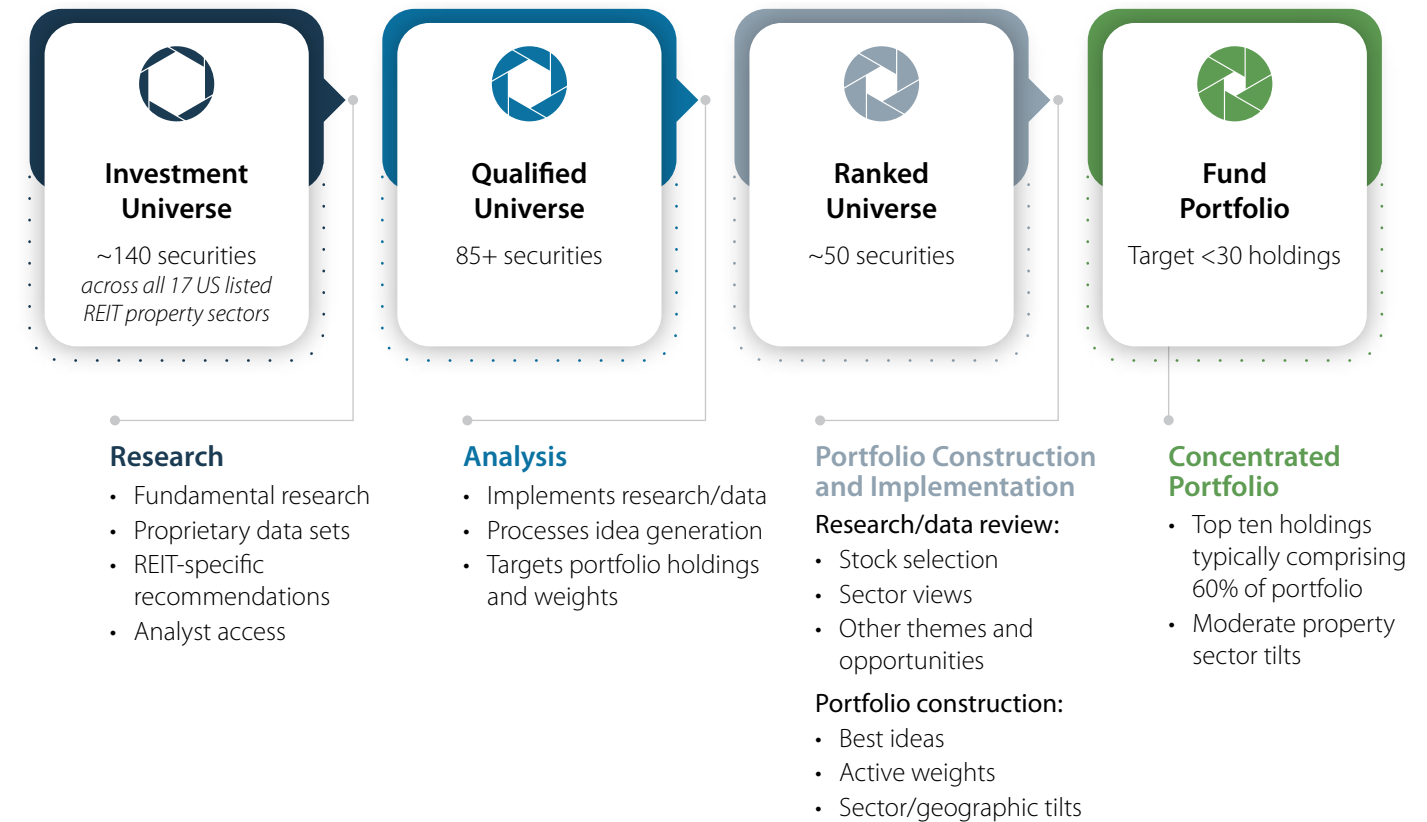 Investment
Universe
~140 securities
across all 17 US listed
REIT property sectors
Qualified
Universe
85+ securities
Ranked
Universe
~50 securities
Fund
Portfolio
Target <30 holdings
Research
• Fundamental research
• Proprietary data sets
• REIT-specific
recommendations
• Analyst access
Analysis
• Implements research/data
• Processes idea generation
• Targets portfolio holdings
and weights
Portfolio Construction
and Implementation
Research/data review:
• Stock selection
• Sector views
• Other themes and
opportunities
Portfolio construction:
• Best ideas
• Active weights
• Sector/geographic tilts
Concentrated
Portfolio
• Top ten holdings
typically comprising
60% of portfolio
• Moderate property
sector tilts